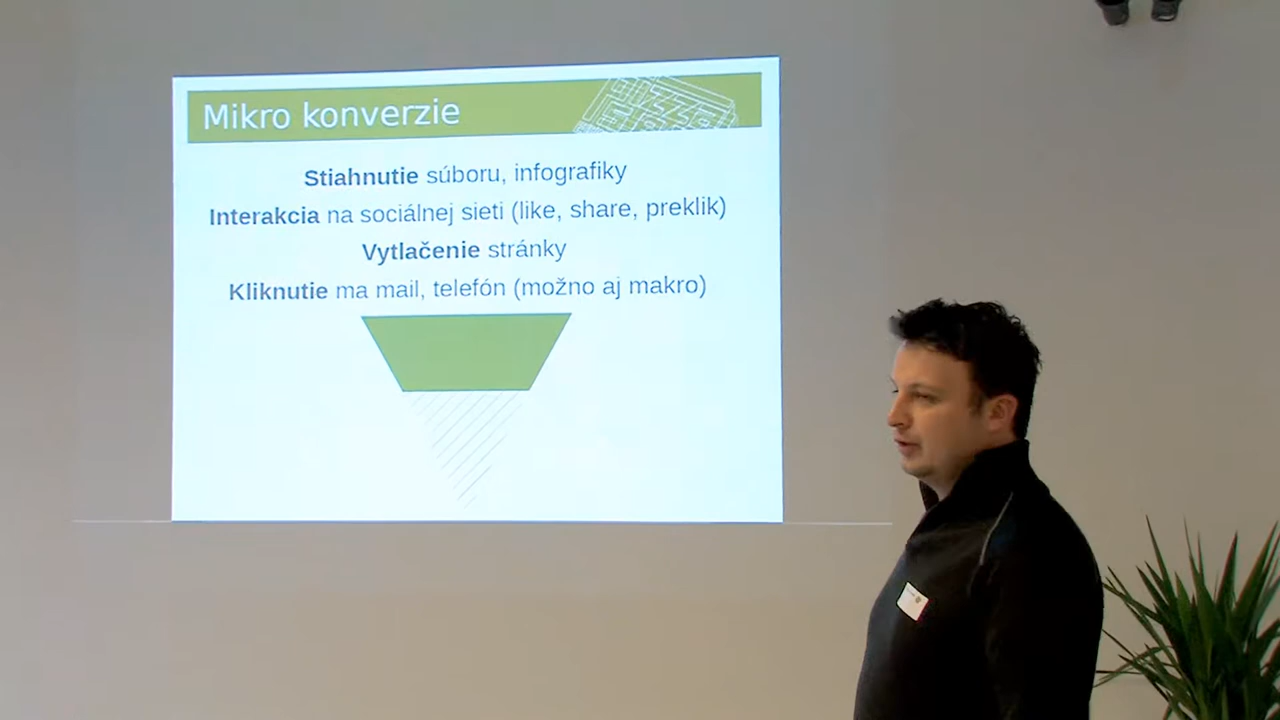 Mikro konverzie
Stiahnutie súboru, infografiky
Interakcia na sociálnej sieti (like, share, preklik)
Vytlačenie stránky
Kliknutie ma mail, telefón (možno aj makro)